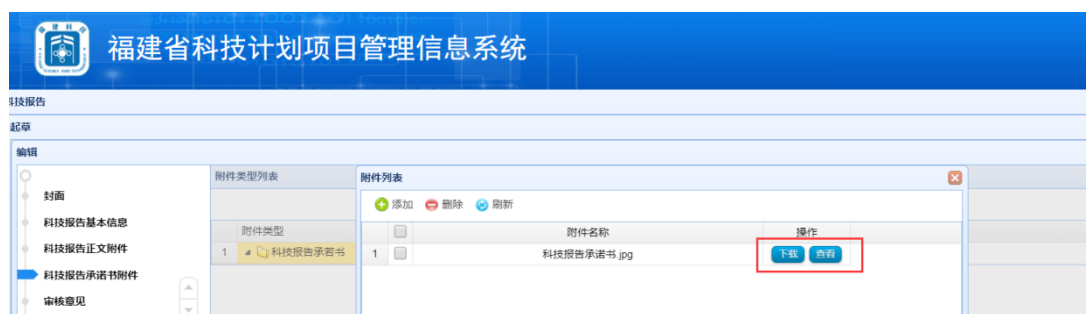 福建省科技计划项目管理信息系统
科技报告
起草
编辑
附件类型列表
附件列表
封面
添加 删除 刷新
科技报告基本信息
附件类型
附件名称 操作
科技报告正文附件
1 科技报告承若书
1 科技报告承诺书.jpg 下载 查看
科技报告承诺书附件
审核意见